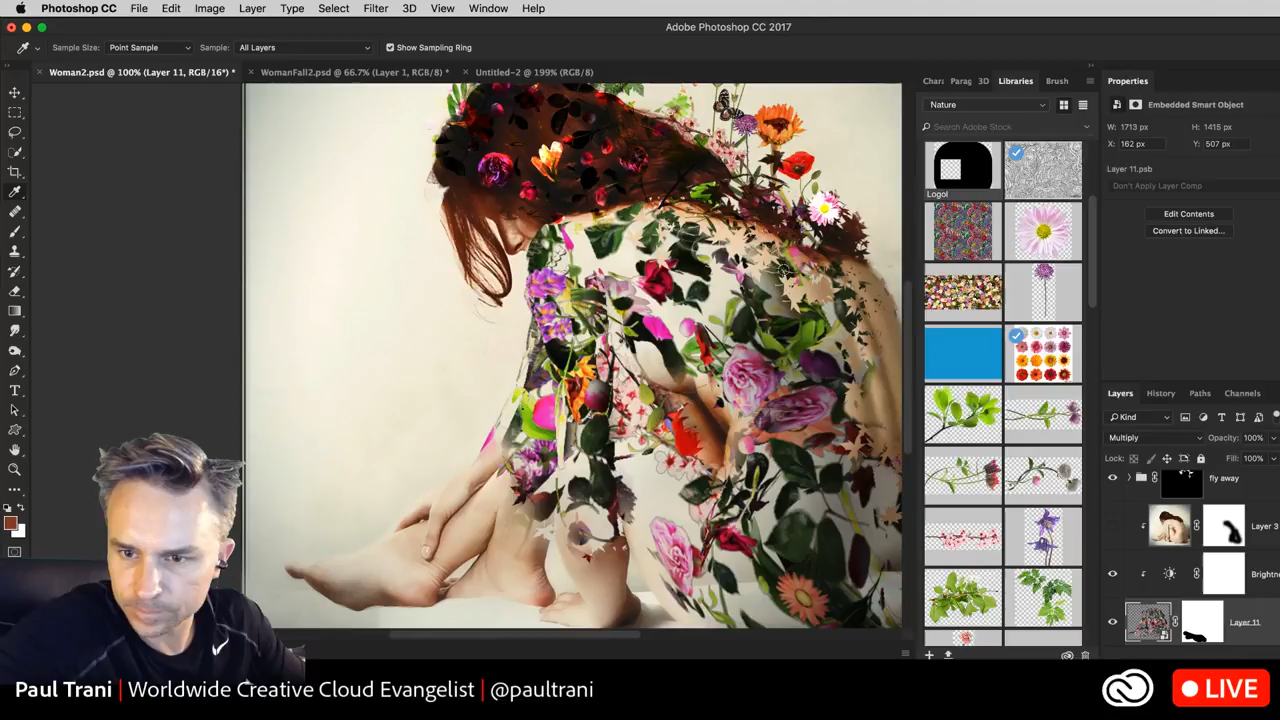 Photoshop CC File Edit Image Layer Type Select Filter 3D View Window Help
Adobe Photoshop CC 2017
Sample Size: Point Sample Sample: All Layers Show Sampling Ring
Woman2.psd @ 100% (Layer 11, RGB/16*) * WomanFall2.psd @ 66.7% (Layer 1, RGB/8) * Untitled-2 @ 199% (RGB/8)
Chara Parag 3D Libraries Brush
Properties
Nature
Embedded Smart Object
Search Adobe Stock
W: 1713 px H: 1415 px
X: 162 px Y: 507 px
Layer 11.psb
Don't Apply Layer Comp
Logol
Edit Contents
Convert to Linked...
Layers History Paths Channels
Kind
Multiply Opacity: 100%
Lock: Fill: 100%
fly away
Layer 3
Brightne
Layer 11
Paul Trani | Worldwide Creative Cloud Evangelist | @paultrani
LIVE